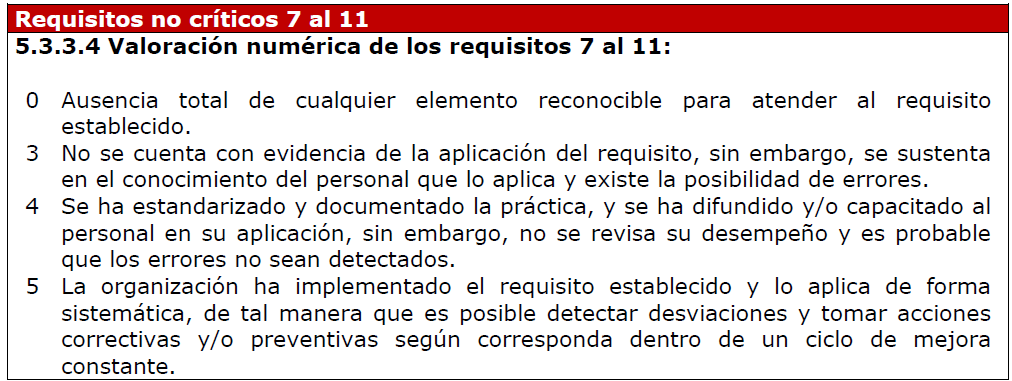 Requisitos no críticos 7 al 11
5.3.3.4 Valoración numérica de los requisitos 7 al 11:
0 Ausencia total de cualquier elemento reconocible para atender al requisito
establecido.
3 No se cuenta con evidencia de la aplicación del requisito, sin embargo, se sustenta
en el conocimiento del personal que lo aplica y existe la posibilidad de errores.
4 Se ha estandarizado y documentado la práctica, y se ha difundido y/o capacitado al
personal en su aplicación, sin embargo, no se revisa su desempeño y es probable
que los errores no sean detectados.
5 La organización ha implementado el requisito establecido y lo aplica de forma
sistemática, de tal manera que es posible detectar desviaciones y tomar acciones
correctivas y/o preventivas según corresponda dentro de un ciclo de mejora
constante.